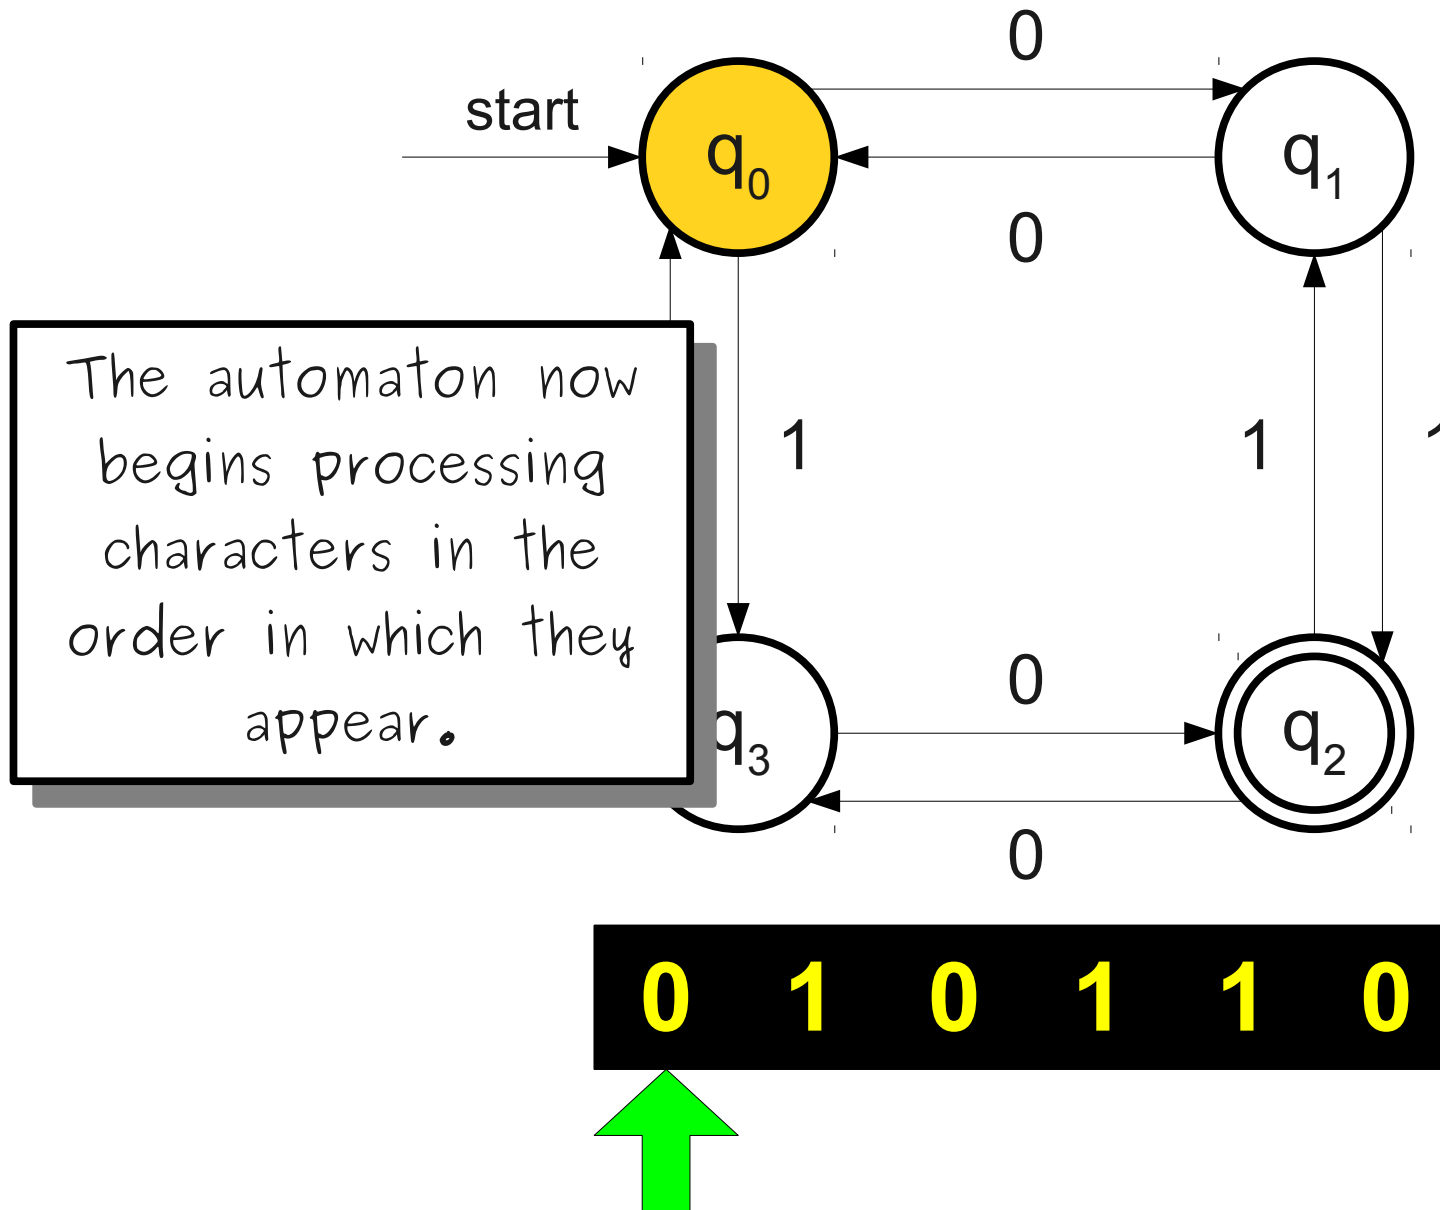 0
start
q0
q1
0
The automaton now
begins processing
characters in the
order in which they
appear.
1
1
0
q3
q2
0
0 1 0 1 1 0